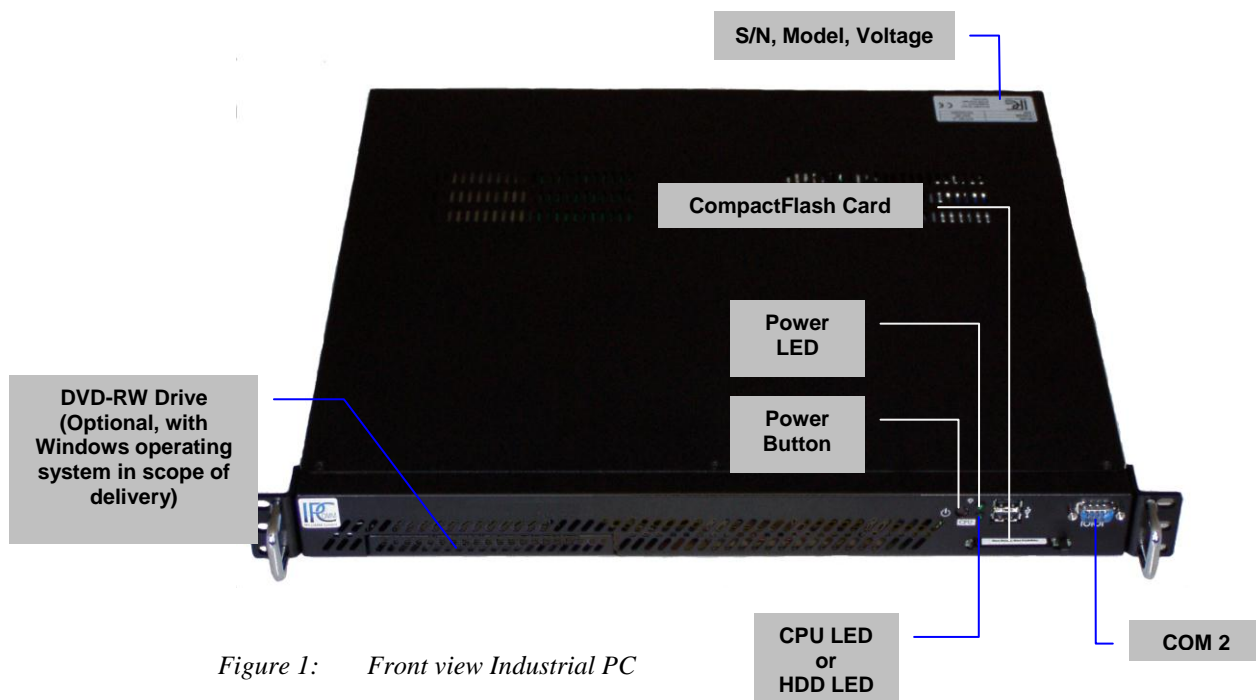 S/N, Model, Voltage
CompactFlash Card
Power
LED
Power
Button
DVD-RW Drive
(Optional, with
Windows operating
system in scope of
delivery)
IPC
CPU LED
or
HDD LED
COM 2
Figure 1: Front view Industrial PC